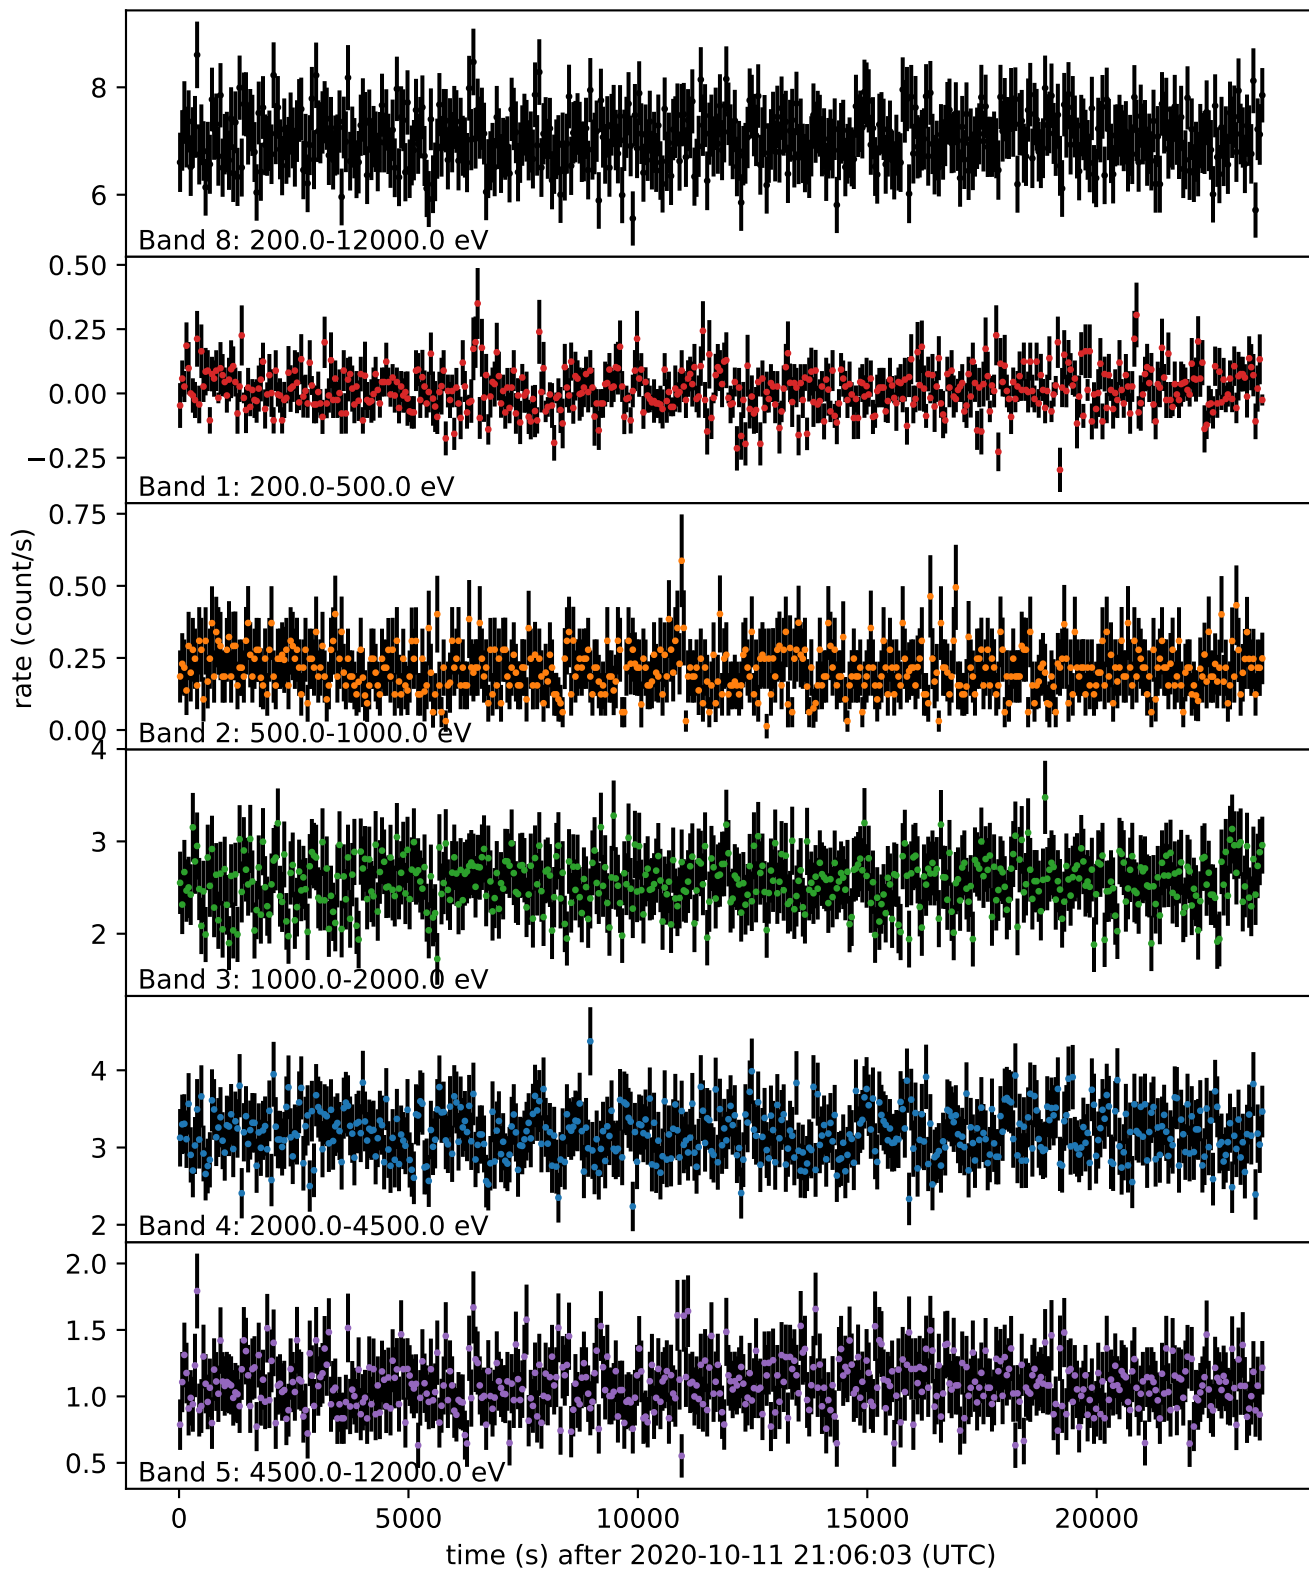 8
6
Band 8: 200.0-12000.0 eV
0.50
0.25
0.00
−0.25
Band 1: 200.0-500.0 eV
0.75
0.50
0.25
0.00
Band 2: 500.0-1000.0 eV
rate (count/s)
4
3
2
Band 3: 1000.0-2000.0 eV
4
3
2
Band 4: 2000.0-4500.0 eV
2.0
1.5
1.0
0.5
Band 5: 4500.0-12000.0 eV
0 5000 10000 15000 20000
time (s) after 2020-10-11 21:06:03 (UTC)